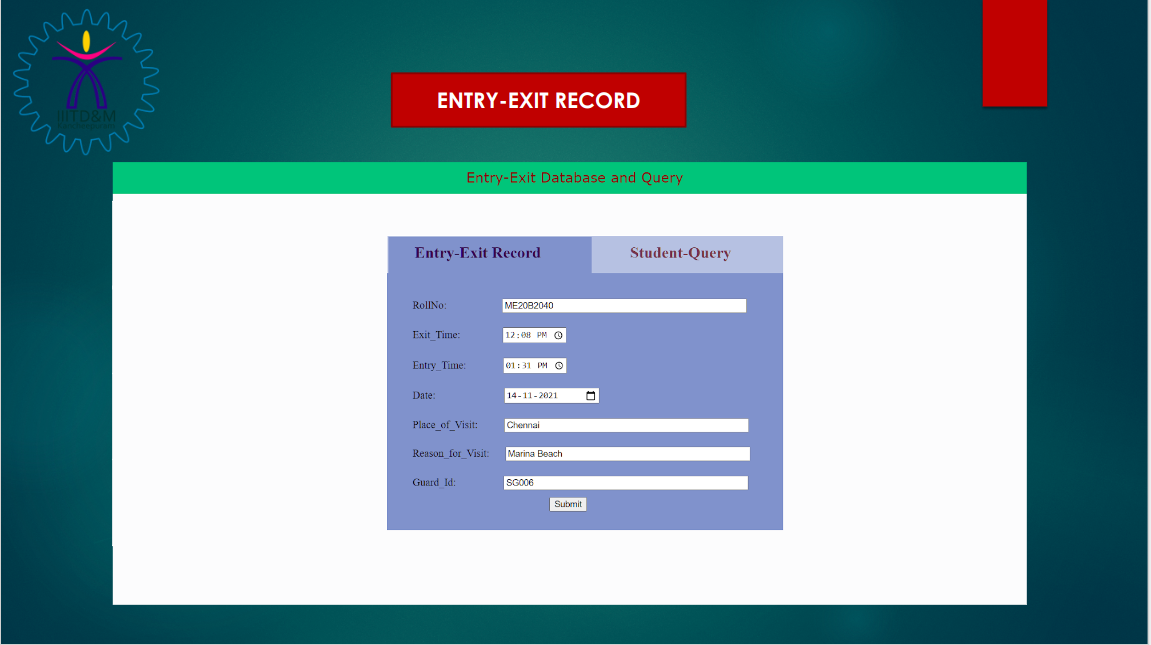 IIITD&M
ENTRY-EXIT RECORD
Entry-Exit Database and Query
Entry-Exit Record Student-Query
RollNo: ME20B2040
Exit_Time: 12:08 PM
Entry_Time: 01:31 PM
Date: 14-11-2021
Place_of_Visit: Chennai
Reason_for_Visit: Marina Beach
Guard_Id: SG006
Submit